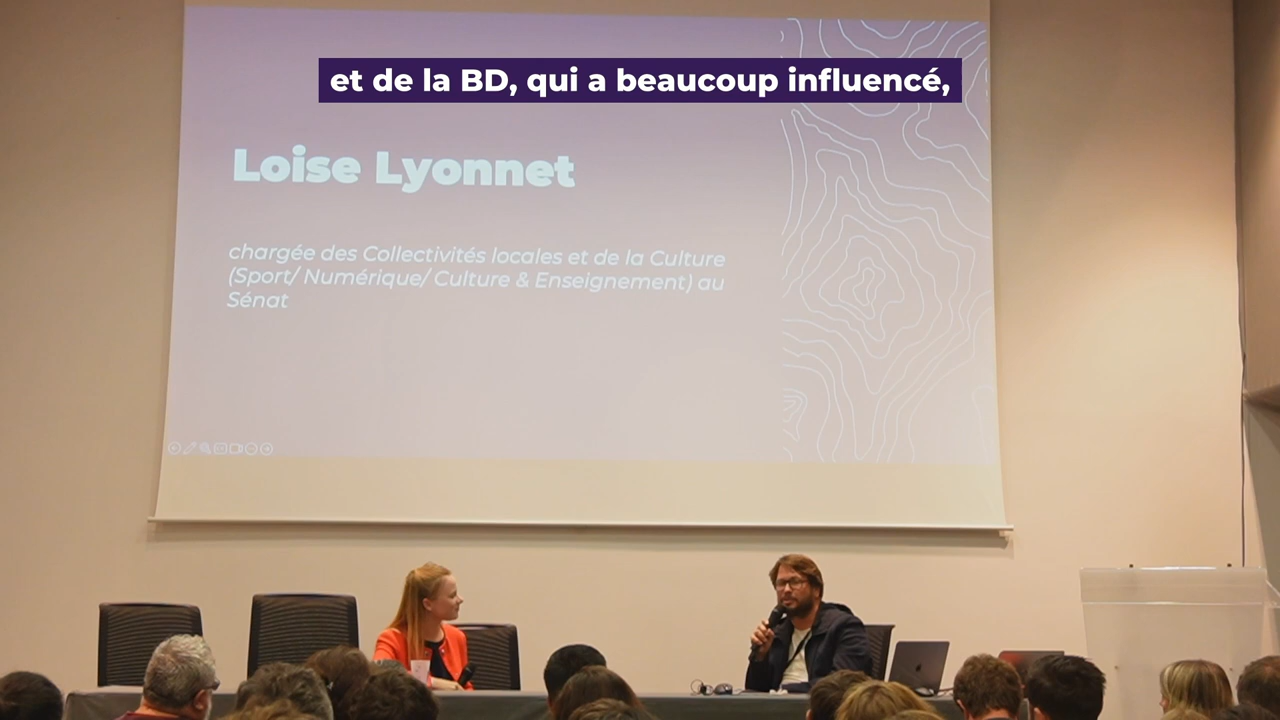 et de la BD, qui a beaucoup influencé,
Loise Lyonnet
chargée des Collectivités locales et de la Culture
(Sport/ Numérique/ Culture & Enseignement) au
Sénat